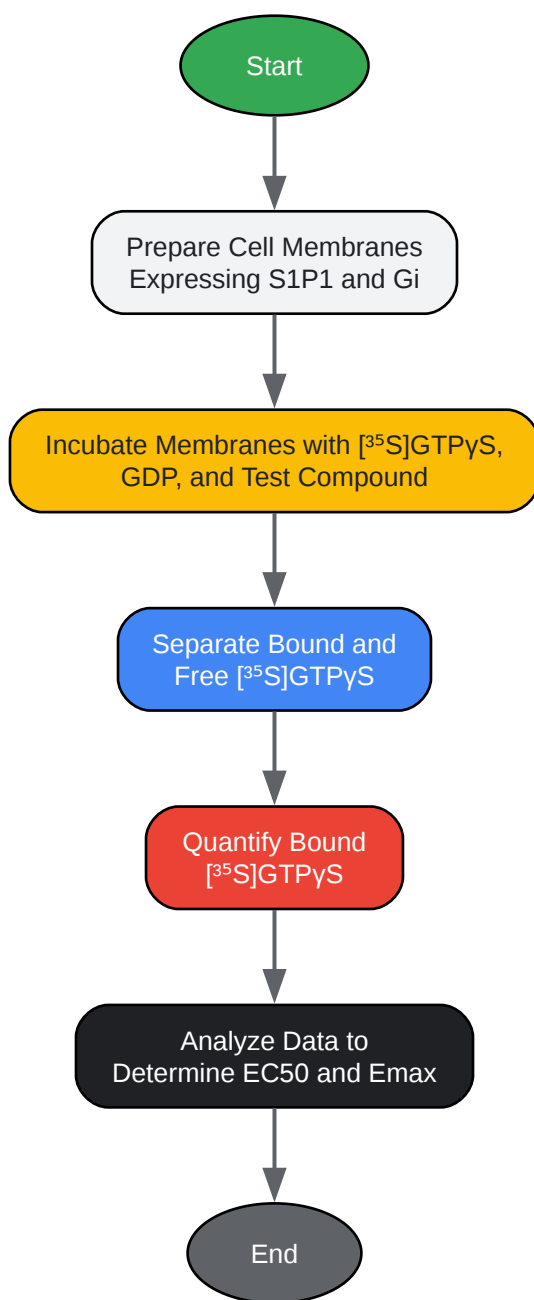 Start
Prepare Cell Membranes
Expressing S1P1 and Gi
Incubate Membranes with [³⁵S]GTPγS,
GDP, and Test Compound
Separate Bound and
Free [³⁵S]GTPγS
Quantify Bound
[³⁵S]GTPγS
Analyze Data to
Determine EC50 and Emax
End